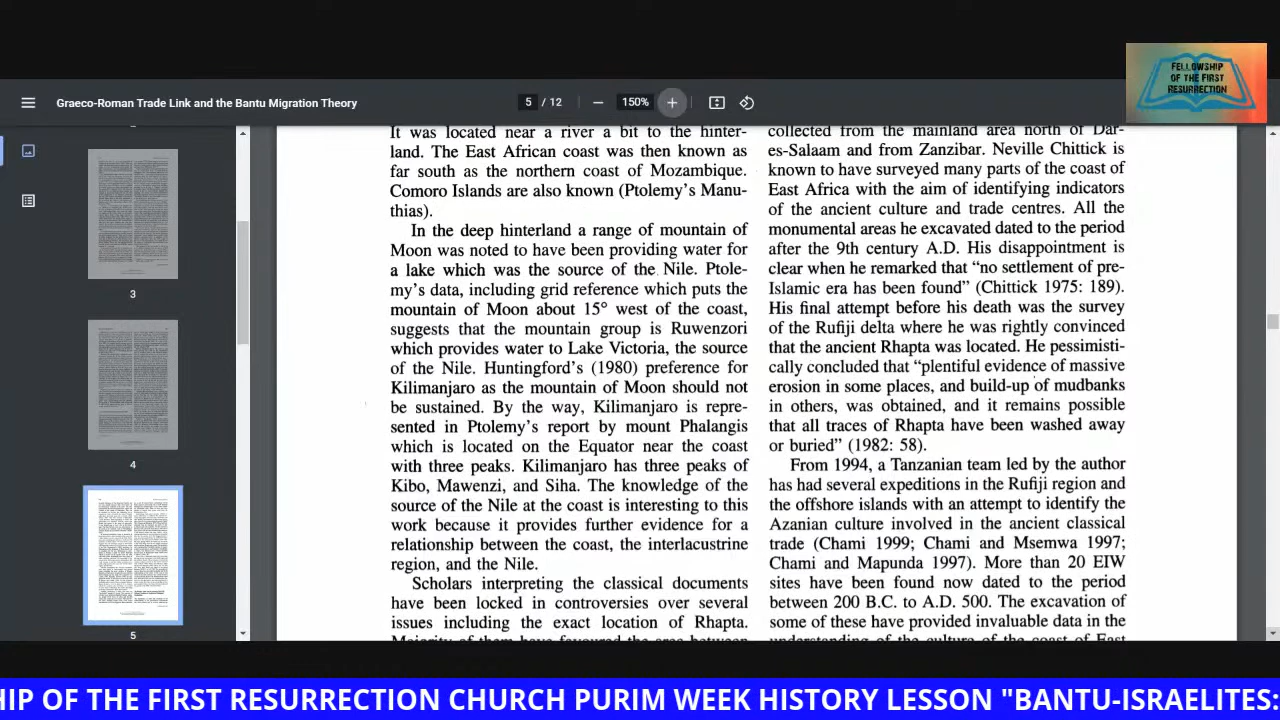 FELLOWSHIP
OF THE FIRST
RESURRECTION
Graeco-Roman Trade Link and the Bantu Migration Theory
5 / 12
150%
3
4
5
It was located near a river a bit to the hinter-
land. The East African coast was then known as
far south as the northern coast of Mozambique.
Comoro Islands are also known (Ptolemy's Manu-
thias).
In the deep hinterland a range of mountain of
Moon was noted to have been providing water for
a lake which was the source of the Nile. Ptole-
my's data, including grid reference which puts the
mountain of Moon about 15° west of the coast,
suggests that the mountain group is Ruwenzori
which provides water to Lake Victoria, the source
of the Nile. Huntingford's (1980) preference for
Kilimanjaro as the mountain of Moon should not
be sustained. By the way, Kilimanjaro is repre-
sented in Ptolemy's report by mount Phalangis
which is located on the Equator near the coast
with three peaks. Kilimanjaro has three peaks of
Kibo, Mawenzi, and Siha. The knowledge of the
source of the Nile at the coast is interesting to this
work because it provides further evidence for a
relationship between the coast, the interlacustrine
region, and the Nile.
Scholars interpreting the classical documents
have been locked in controversies over several
issues including the exact location of Rhapta.
Majority of them have favoured the area between
collected from the mainland area north of Dar-
es-Salaam and from Zanzibar. Neville Chittick is
known to have surveyed many parts of the coast of
East Africa with the aim of identifying indicators
of the ancient culture and trade centres. All the
monumental areas he excavated dated to the period
after the 9th century A.D. His disappointment is
clear when he remarked that "no settlement of pre-
Islamic era has been found" (Chittick 1975: 189).
His final attempt before his death was the survey
of the Rufiji delta where he was rightly convinced
that the ancient Rhapta was located. He pessimisti-
cally concluded that "plentiful evidence of massive
erosion in some places, and build-up of mudbanks
in others, was obtained, and it remains possible
that all traces of Rhapta have been washed away
or buried" (1982: 58).
From 1994, a Tanzanian team led by the author
has had several expeditions in the Rufiji region and
the offshore islands with an attempt to identify the
Azanian culture involved in the ancient classical
trade (Chami 1999; Chami and Msemwa 1997;
Chami and Mapunda 1997). More than 20 EIW
sites have been found now dated to the period
between 200 B.C. to A.D. 500. The excavation of
some of these have provided invaluable data in the
understanding of the culture of the coast of East
HIP OF THE FIRST RESURRECTION CHURCH PURIM WEEK HISTORY LESSON "BANTU-ISRAELITES: